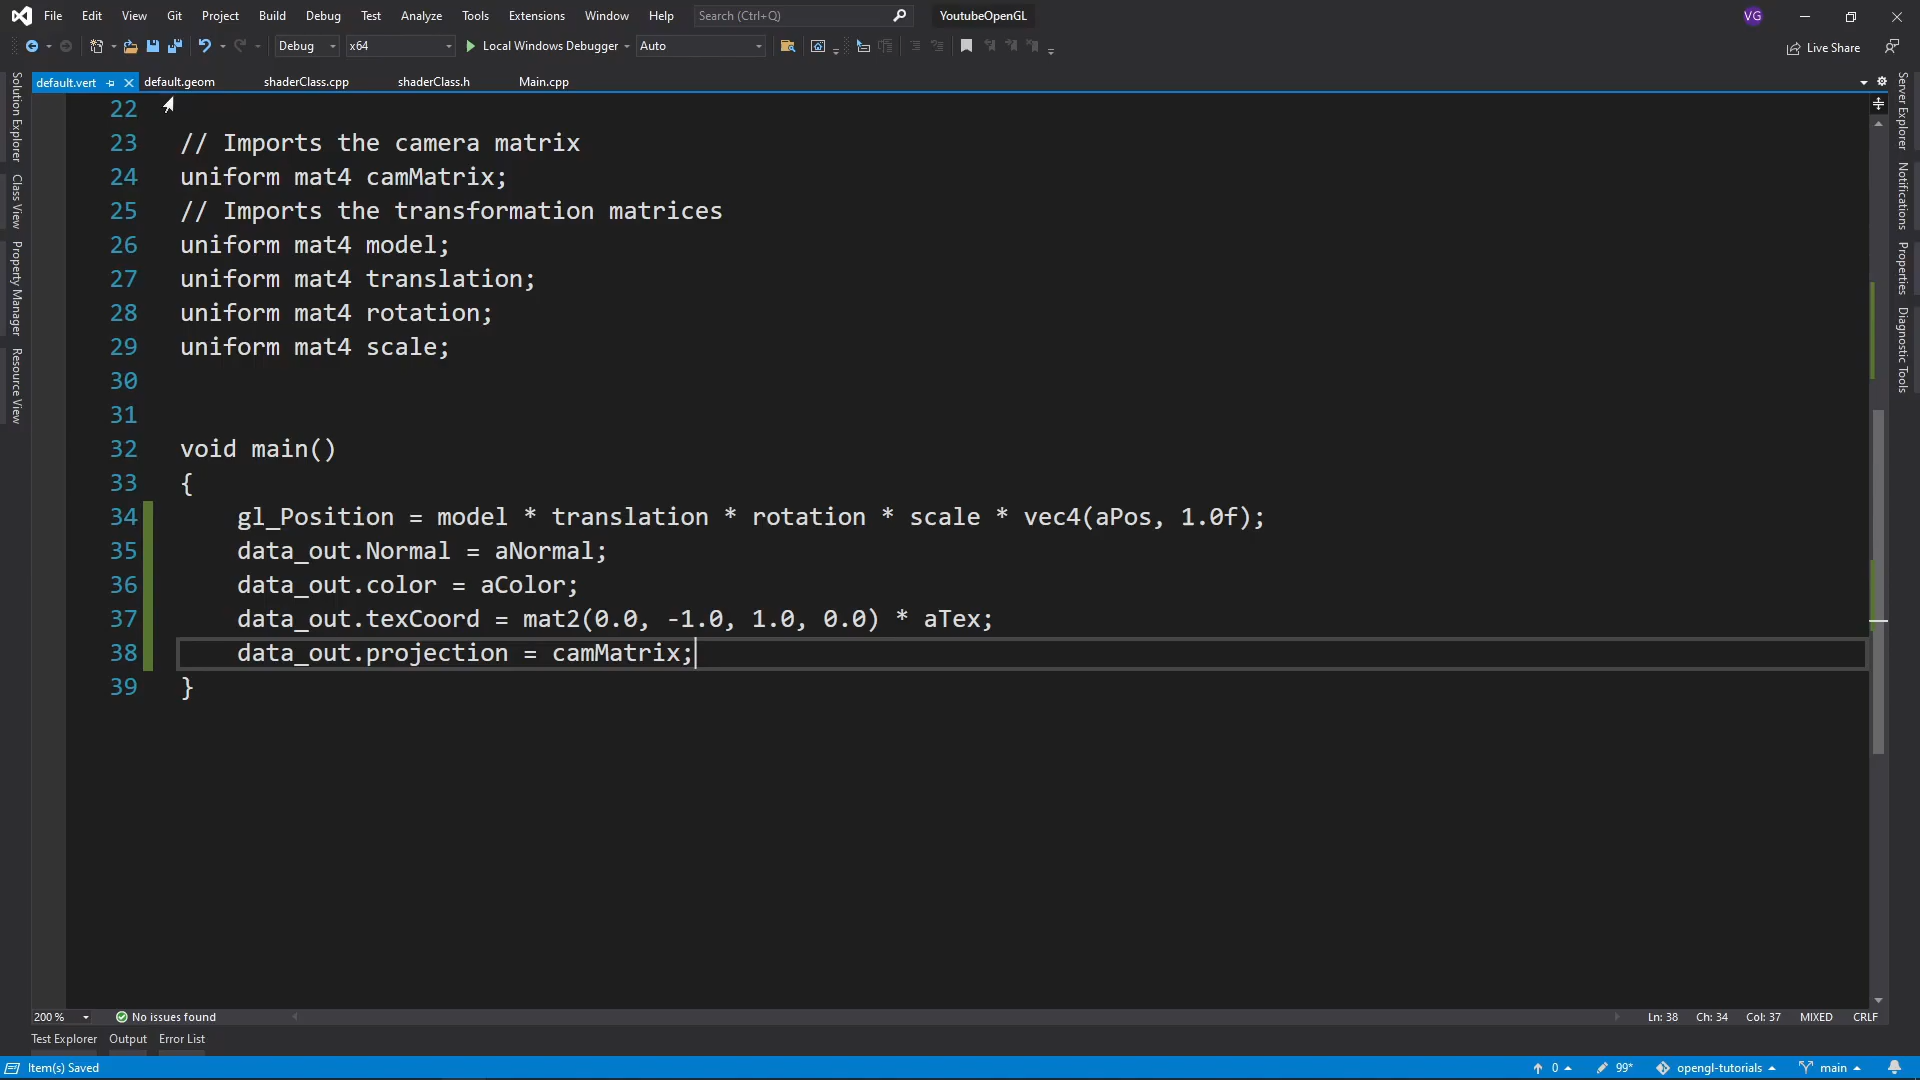 File Edit View Git Project Build Debug Test Analyze Tools Extensions Window Help Search (Ctrl+Q) YoutubeOpenGL VG
Debug x64 Local Windows Debugger Auto Live Share
default.vert default.geom shaderClass.cpp shaderClass.h Main.cpp
Solution Explorer
Class View
Property Manager
Resource View
22
23 // Imports the camera matrix
24 uniform mat4 camMatrix;
25 // Imports the transformation matrices
26 uniform mat4 model;
27 uniform mat4 translation;
28 uniform mat4 rotation;
29 uniform mat4 scale;
30
31
32 void main()
33 {
34 gl_Position = model * translation * rotation * scale * vec4(aPos, 1.0f);
35 data_out.Normal = aNormal;
36 data_out.color = aColor;
37 data_out.texCoord = mat2(0.0, -1.0, 1.0, 0.0) * aTex;
38 data_out.projection = camMatrix;
39 }
Server Explorer
Notifications
Properties
Diagnostic Tools
200 % No issues found Ln: 38 Ch: 34 Col: 37 MIXED CRLF
Test Explorer Output Error List
Item(s) Saved 0 99* opengl-tutorials main